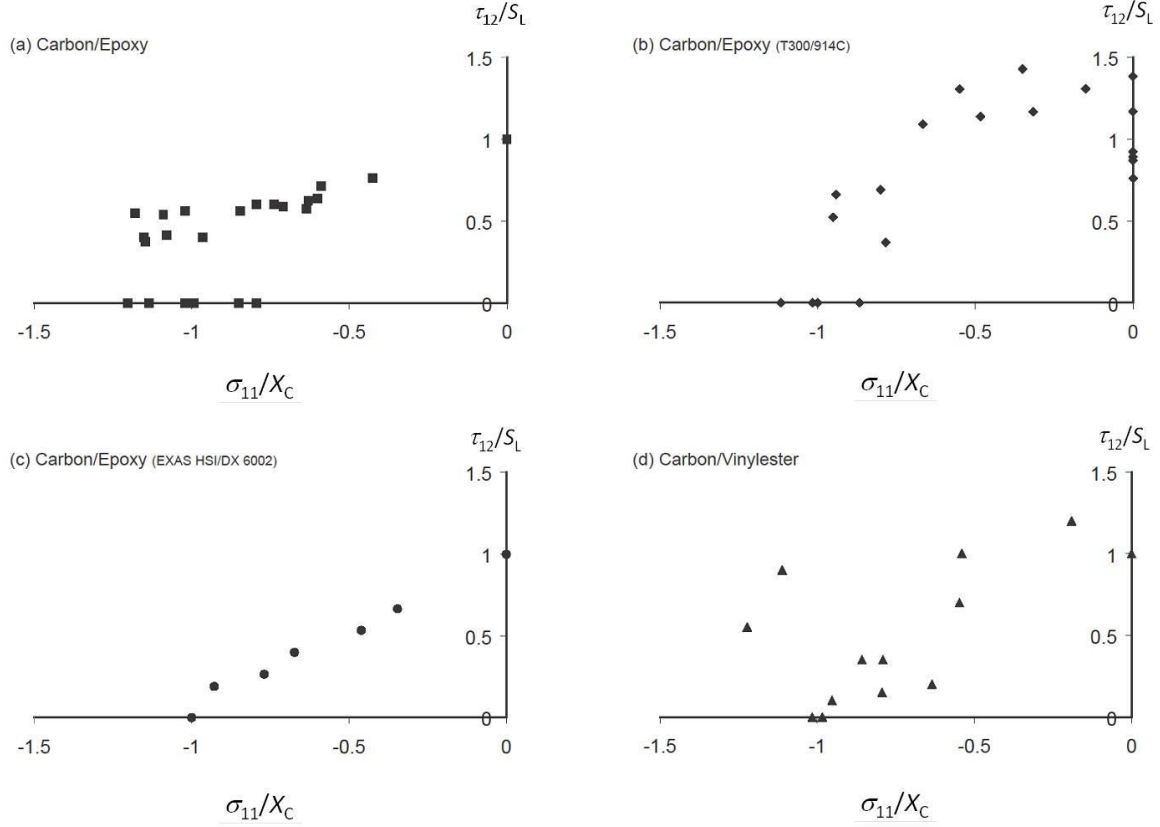 τ12/SL
(a) Carbon/Epoxy
1.5
1
0.5
0
-1.5 -1 -0.5 0
σ11/XC
τ12/SL
(b) Carbon/Epoxy (T300/914C)
1.5
1
0.5
0
-1.5 -1 -0.5 0
σ11/XC
τ12/SL
(c) Carbon/Epoxy (EXAS HSI/DX 6002)
1.5
1
0.5
0
-1.5 -1 -0.5 0
σ11/XC
τ12/SL
(d) Carbon/Vinylester
1.5
1
0.5
0
-1.5 -1 -0.5 0
σ11/XC